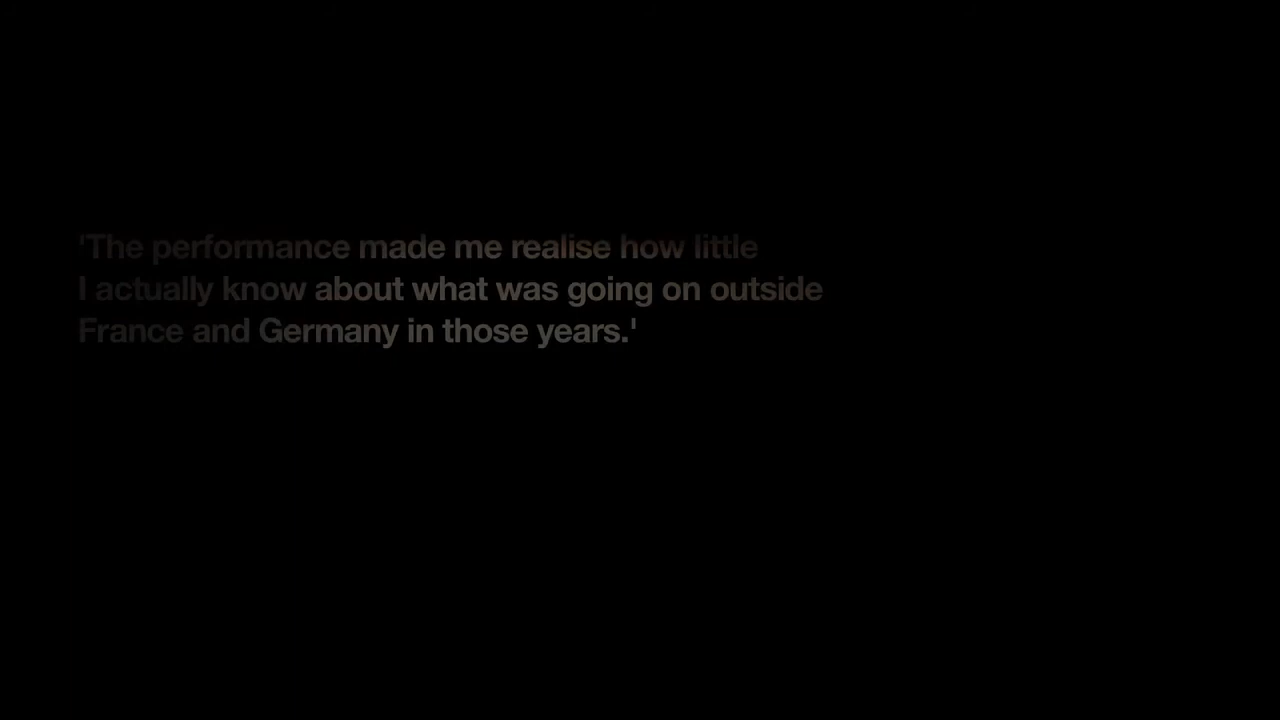 'The performance made me realise how little
I actually know about what was going on outside
France and Germany in those years.'